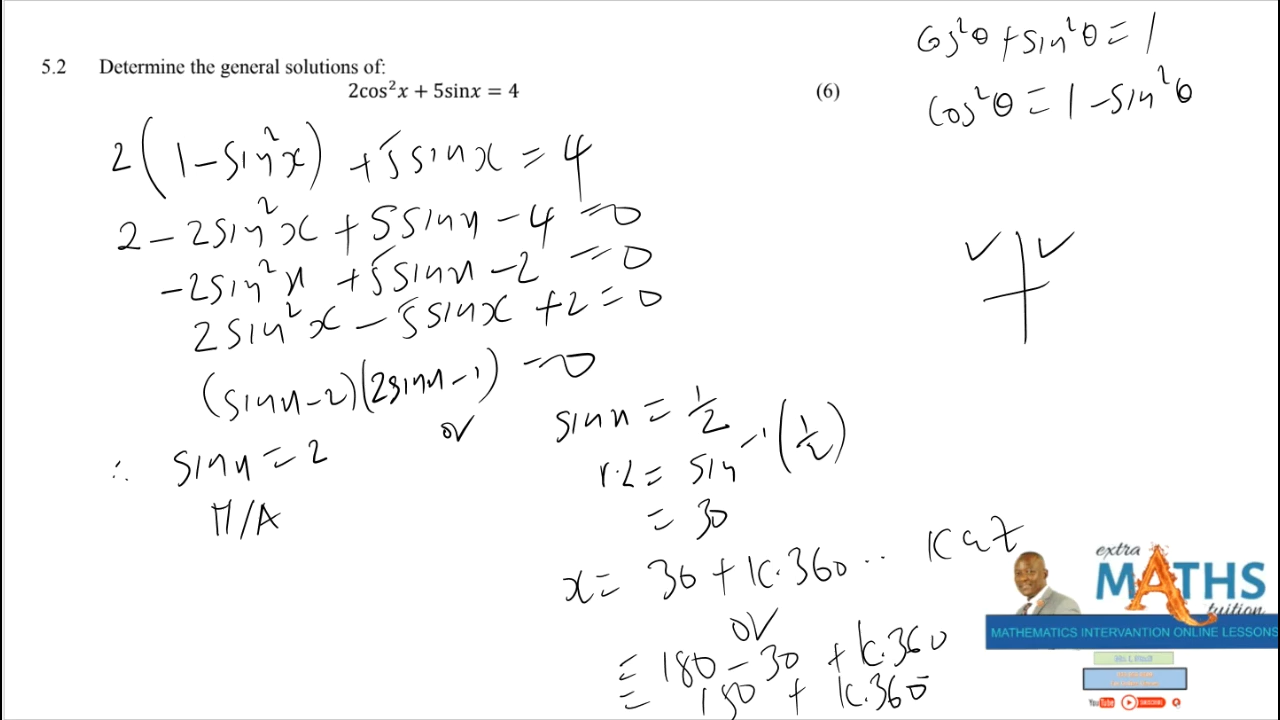 5.2 Determine the general solutions of:
2cos²x + 5sinx = 4 (6)
cos²θ + sin²θ = 1
cos²θ = 1 - sin²θ
2(1 - sin²x) + 5sinx = 4
2 - 2sin²x + 5sinx - 4 = 0
-2sin²x + 5sinx - 2 = 0
2sin²x - 5sinx + 2 = 0
(sinx - 2)(2sinx - 1) = 0
∴ sinx = 2 or sinx = 1/2
N/A
r.∠ = sin⁻¹(1/2)
= 30
x = 30 + k.360 .. k ∈ Z
or
= 180 - 30 + k.360
= 150 + k.360
extra
MATHS
tuition
MATHEMATICS INTERVANTION ONLINE LESSONS
YouTube SUBSCRIBE